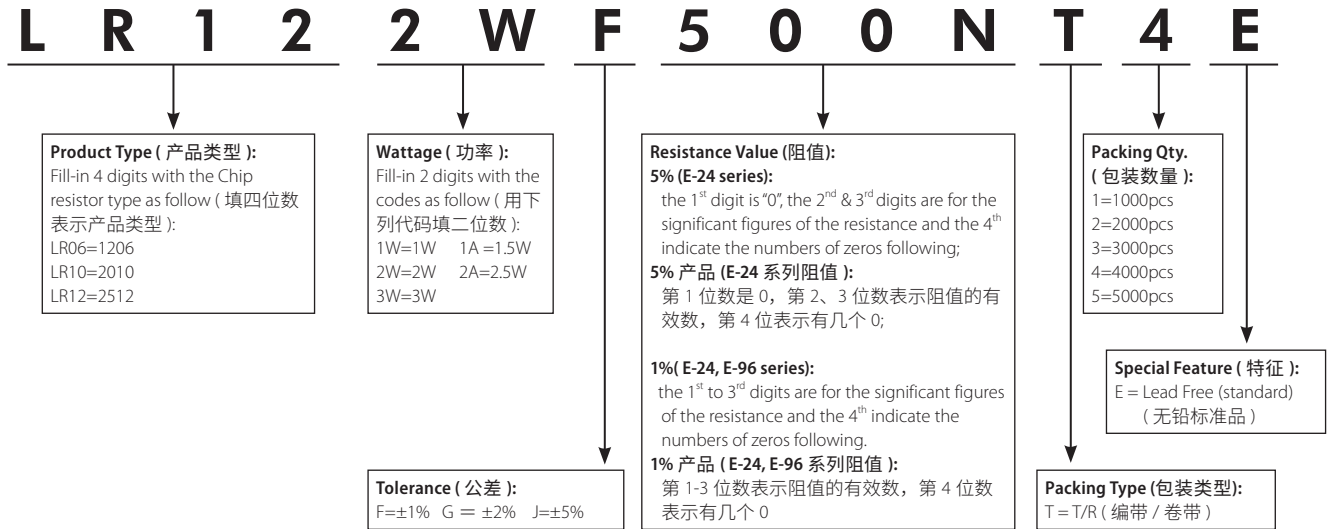 L R 1 2 2 W F 5 0 0 N T 4 E
Product Type ( 产品类型 ):
Fill-in 4 digits with the Chip
resistor type as follow ( 填四位数
表示产品类型 ):
LR06=1206
LR10=2010
LR12=2512
Wattage ( 功率 ):
Fill-in 2 digits with the
codes as follow ( 用下
列代码填二位数 ):
1W=1W 1A =1.5W
2W=2W 2A=2.5W
3W=3W
Tolerance ( 公差 ):
F=±1% G = ±2% J=±5%
Resistance Value (阻值):
5% (E-24 series):
the 1st digit is "0", the 2nd & 3rd digits are for the
significant figures of the resistance and the 4th
indicate the numbers of zeros following;
5% 产品 (E-24 系列阻值 ):
第 1 位数是 0，第 2、3 位数表示阻值的有
效数，第 4 位表示有几个 0;
1%( E-24, E-96 series):
the 1st to 3rd digits are for the significant figures
of the resistance and the 4th indicate the
numbers of zeros following.
1% 产品 ( E-24, E-96 系列阻值 ):
第 1-3 位数表示阻值的有效数，第 4 位数
表示有几个 0
Packing Qty.
( 包装数量 ):
1=1000pcs
2=2000pcs
3=3000pcs
4=4000pcs
5=5000pcs
Special Feature ( 特征 ):
E = Lead Free (standard)
( 无铅标准品 )
Packing Type (包装类型):
T = T/R ( 编带 / 卷带 )